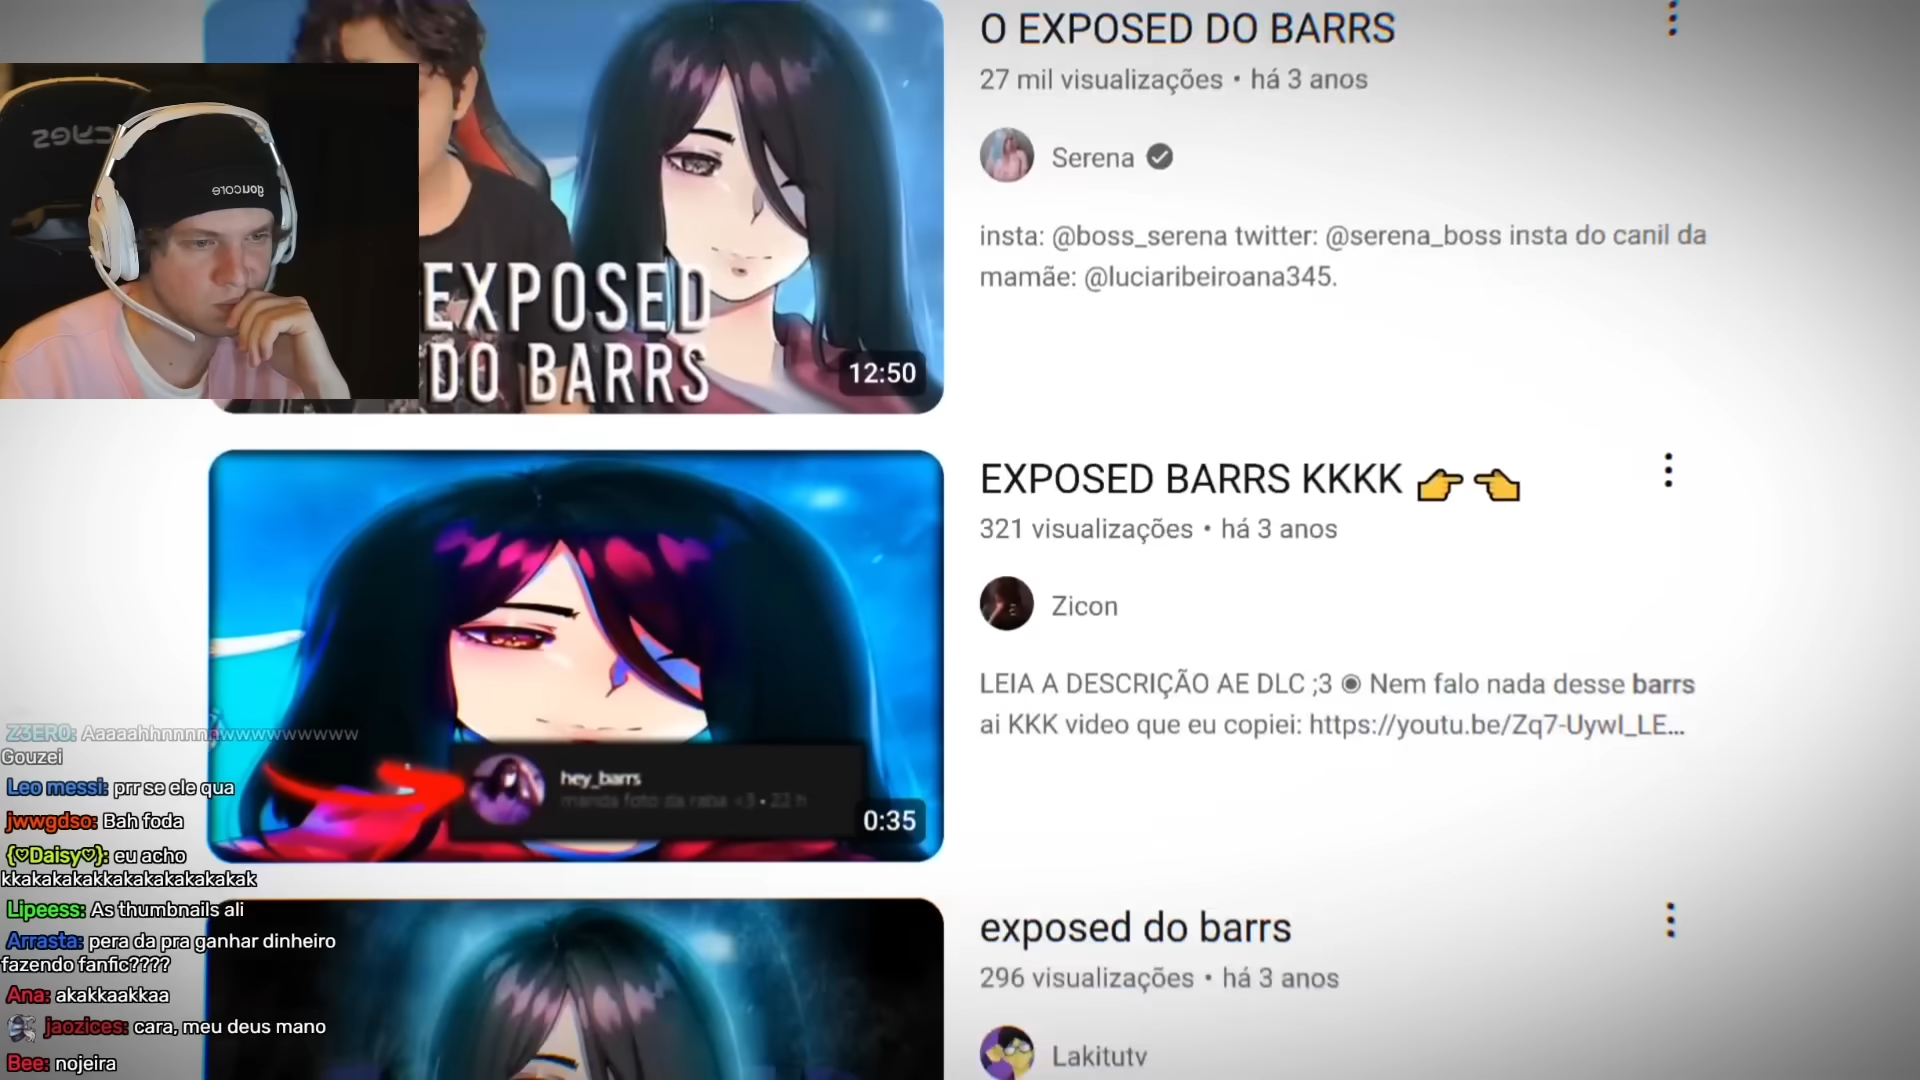 O EXPOSED DO BARRS
27 mil visualizações • há 3 anos
Serena
insta: @boss_serena twitter: @serena_boss insta do canil da
mamãe: @luciaribeiroana345.
goucore
EXPOSED
DO BARRS
12:50
EXPOSED BARRS KKKK 👉 👈
321 visualizações • há 3 anos
Zicon
LEIA A DESCRIÇÃO AE DLC ;3 ◉ Nem falo nada desse barrs
ai KKK video que eu copiei: https://youtu.be/Zq7-UywI_LE...
hey_barrs
manda foto da raba <3 • 22 h
0:35
exposed do barrs
296 visualizações • há 3 anos
Lakitutv
Z3ER0: Aaaaahhnnnnnawwwwwwwww
Gouzei
Leo messi: prr se ele qua
jwwgdso: Bah foda
{♡Daisy♡}: eu acho
kkakakakakkakakakakakakak
Lipeess: As thumbnails ali
Arrasta: pera da pra ganhar dinheiro
fazendo fanfic????
Ana: akakkaakkaa
jaozices: cara, meu deus mano
Bee: nojeira